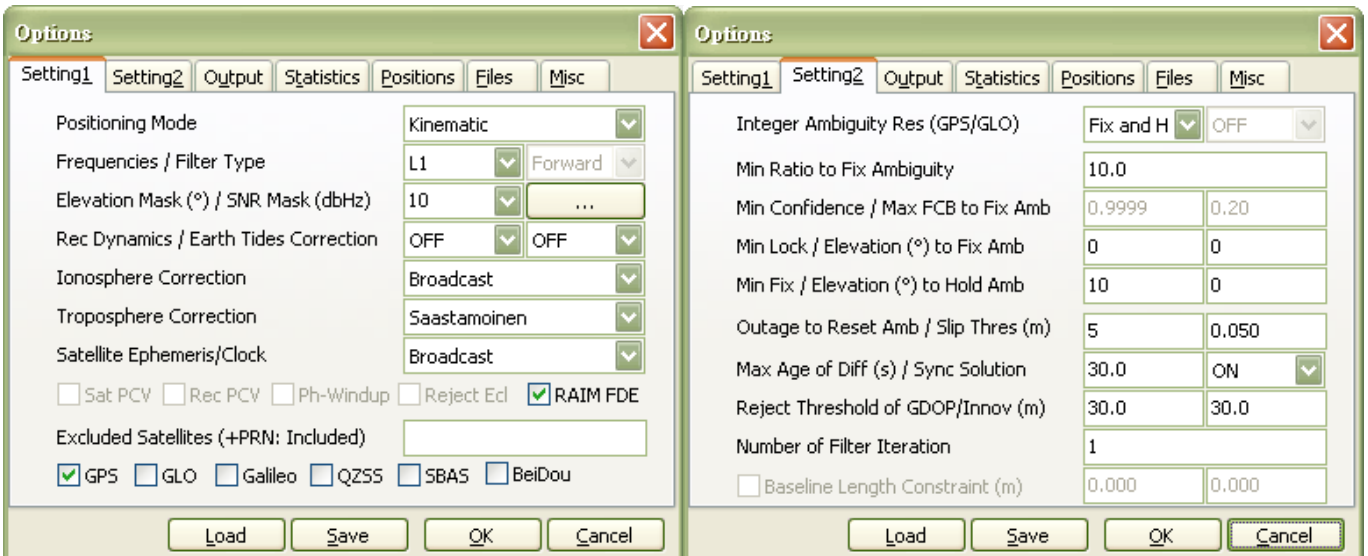 Options
Setting1 Setting2 Output Statistics Positions Files Misc
Positioning Mode Kinematic
Frequencies / Filter Type L1 Forward
Elevation Mask (°) / SNR Mask (dbHz) 10 ...
Rec Dynamics / Earth Tides Correction OFF OFF
Ionosphere Correction Broadcast
Troposphere Correction Saastamoinen
Satellite Ephemeris/Clock Broadcast
Sat PCV Rec PCV Ph-Windup Reject Ecl RAIM FDE
Excluded Satellites (+PRN: Included)
GPS GLO Galileo QZSS SBAS BeiDou
Load Save OK Cancel
Options
Setting1 Setting2 Output Statistics Positions Files Misc
Integer Ambiguity Res (GPS/GLO) Fix and H OFF
Min Ratio to Fix Ambiguity 10.0
Min Confidence / Max FCB to Fix Amb 0.9999 0.20
Min Lock / Elevation (°) to Fix Amb 0 0
Min Fix / Elevation (°) to Hold Amb 10 0
Outage to Reset Amb / Slip Thres (m) 5 0.050
Max Age of Diff (s) / Sync Solution 30.0 ON
Reject Threshold of GDOP/Innov (m) 30.0 30.0
Number of Filter Iteration 1
Baseline Length Constraint (m) 0.000 0.000
Load Save OK Cancel